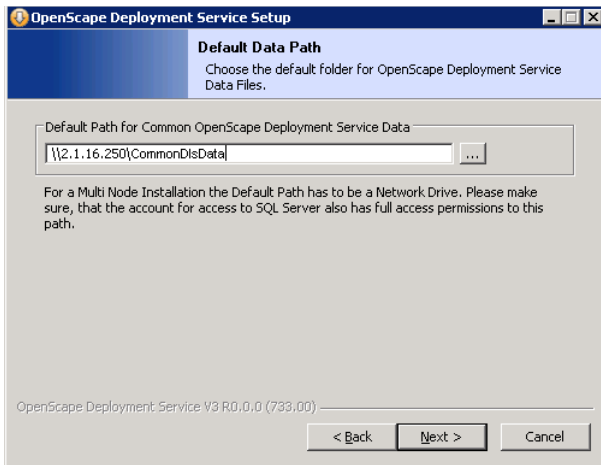 OpenScape Deployment Service Setup
Default Data Path
Choose the default folder for OpenScape Deployment Service
Data Files.
Default Path for Common OpenScape Deployment Service Data
\\2.1.16.250\CommonDlsData
...
For a Multi Node Installation the Default Path has to be a Network Drive. Please make
sure, that the account for access to SQL Server also has full access permissions to this
path.
OpenScape Deployment Service V3 R0.0.0 (733.00)
< Back
Next >
Cancel